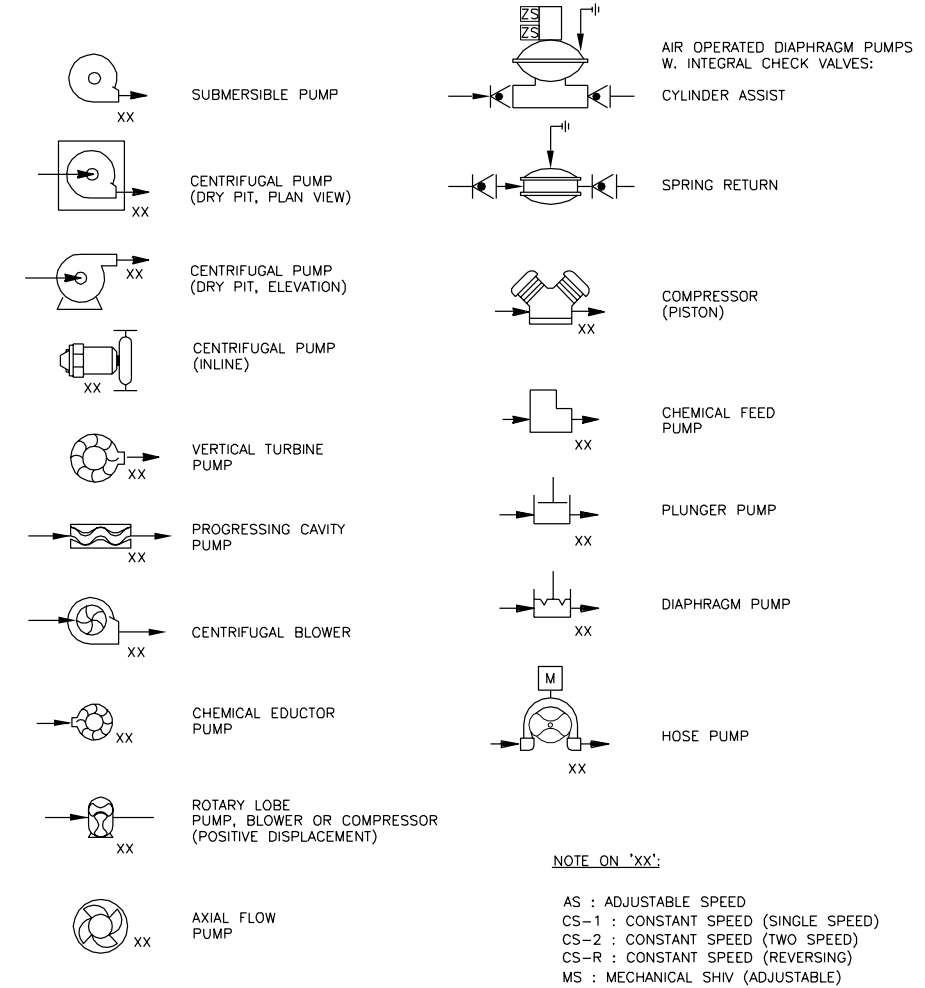 SUBMERSIBLE PUMP
XX
CENTRIFUGAL PUMP
(DRY PIT, PLAN VIEW)
XX
CENTRIFUGAL PUMP
(DRY PIT, ELEVATION)
XX
CENTRIFUGAL PUMP
(INLINE)
XX
VERTICAL TURBINE
PUMP
XX
PROGRESSING CAVITY
PUMP
XX
CENTRIFUGAL BLOWER
XX
CHEMICAL EDUCTOR
PUMP
XX
ROTARY LOBE
PUMP, BLOWER OR COMPRESSOR
(POSITIVE DISPLACEMENT)
XX
AXIAL FLOW
PUMP
XX
ZS
ZS
AIR OPERATED DIAPHRAGM PUMPS
W. INTEGRAL CHECK VALVES:
CYLINDER ASSIST
SPRING RETURN
COMPRESSOR
(PISTON)
XX
CHEMICAL FEED
PUMP
XX
PLUNGER PUMP
XX
DIAPHRAGM PUMP
XX
M
HOSE PUMP
XX
NOTE ON 'XX':
AS : ADJUSTABLE SPEED
CS-1 : CONSTANT SPEED (SINGLE SPEED)
CS-2 : CONSTANT SPEED (TWO SPEED)
CS-R : CONSTANT SPEED (REVERSING)
MS : MECHANICAL SHIV (ADJUSTABLE)